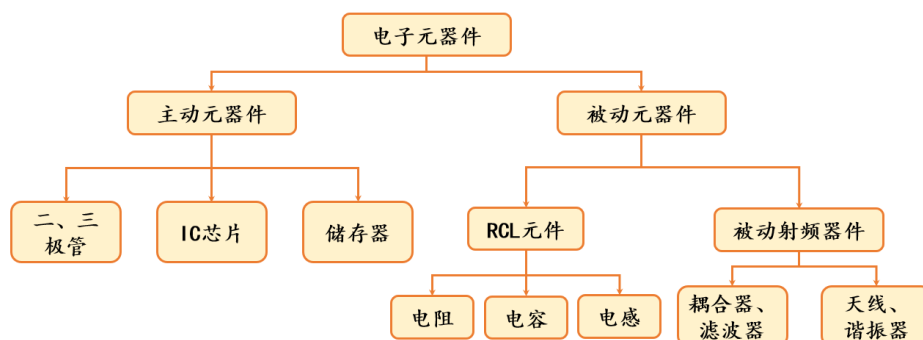 电子元器件
主动元器件
被动元器件
二、三
极管
IC芯片
储存器
RCL元件
被动射频器件
电阻
电容
电感
耦合器、
滤波器
天线、
谐振器